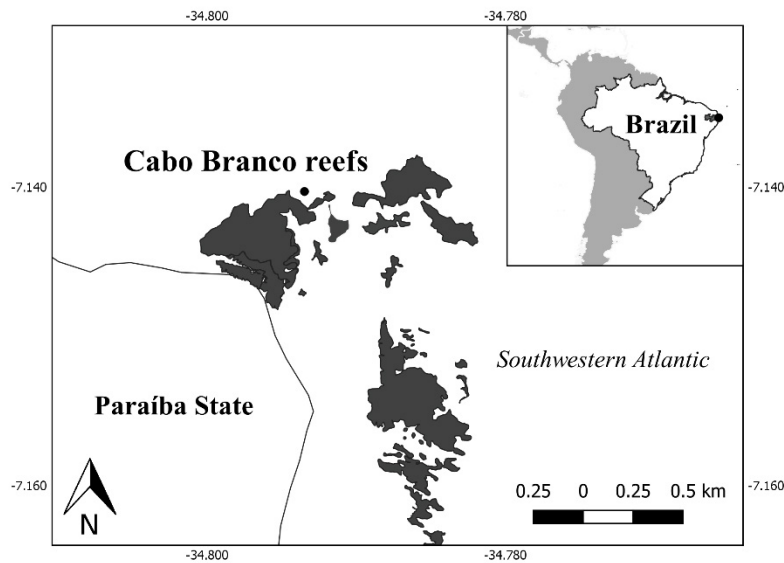 -34.800
-34.780
Brazil
Cabo Branco reefs
-7.140
-7.140
Southwestern Atlantic
Paraíba State
-7.160
-7.160
0.25 0 0.25 0.5 km
N
-34.800
-34.780